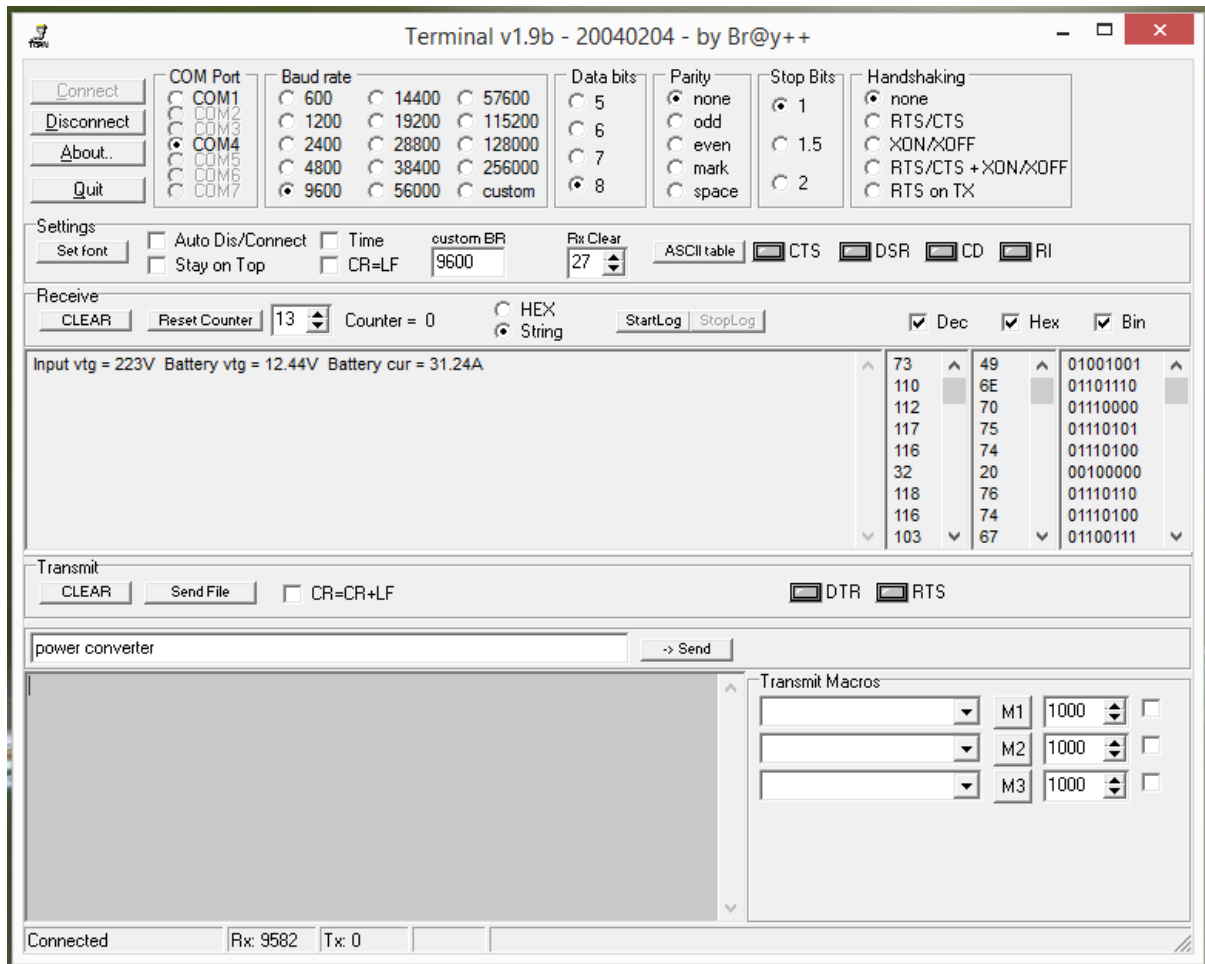 Terminal v1.9b - 20040204 - by Br@y++
Connect
Disconnect
About..
Quit
COM Port
COM1
COM2
COM3
COM4
COM5
COM6
COM7
Baud rate
600 14400 57600
1200 19200 115200
2400 28800 128000
4800 38400 256000
9600 56000 custom
Data bits
5
6
7
8
Parity
none
odd
even
mark
space
Stop Bits
1
1.5
2
Handshaking
none
RTS/CTS
XON/XOFF
RTS/CTS + XON/XOFF
RTS on TX
Settings
Set font
Auto Dis/Connect
Stay on Top
Time
CR=LF
custom BR
9600
Rx Clear
27
ASCII table
CTS DSR CD RI
Receive
CLEAR
Reset Counter
13
Counter = 0
HEX
String
StartLog StopLog
Dec Hex Bin
Input vtg = 223V Battery vtg = 12.44V Battery cur = 31.24A
73 49 01001001
110 6E 01101110
112 70 01110000
117 75 01110101
116 74 01110100
32 20 00100000
118 76 01110110
116 74 01110100
103 67 01100111
Transmit
CLEAR
Send File
CR=CR+LF
DTR RTS
power converter
-> Send
Transmit Macros
M1 1000
M2 1000
M3 1000
Connected Rx: 9582 Tx: 0